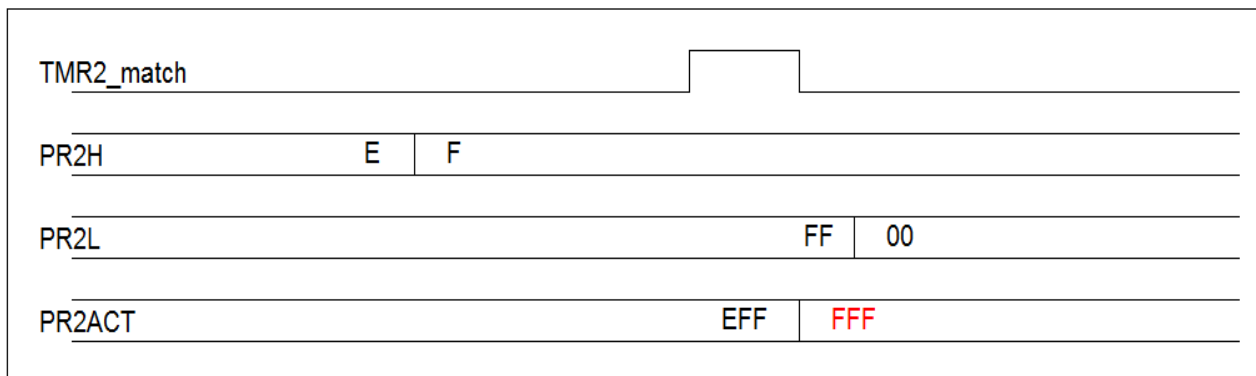 TMR2_match
PR2H E F
PR2L FF 00
PR2ACT EFF FFF